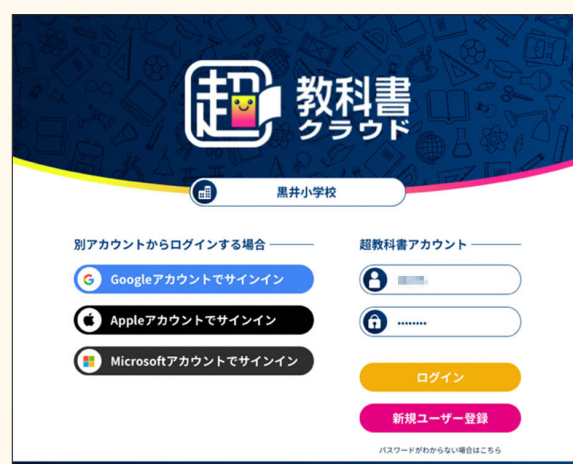 超教科書
クラウド
黒井小学校
別アカウントからログインする場合
Googleアカウントでサインイン
Appleアカウントでサインイン
Microsoftアカウントでサインイン
超教科書アカウント
ログイン
新規ユーザー登録
パスワードがわからない場合はこちら